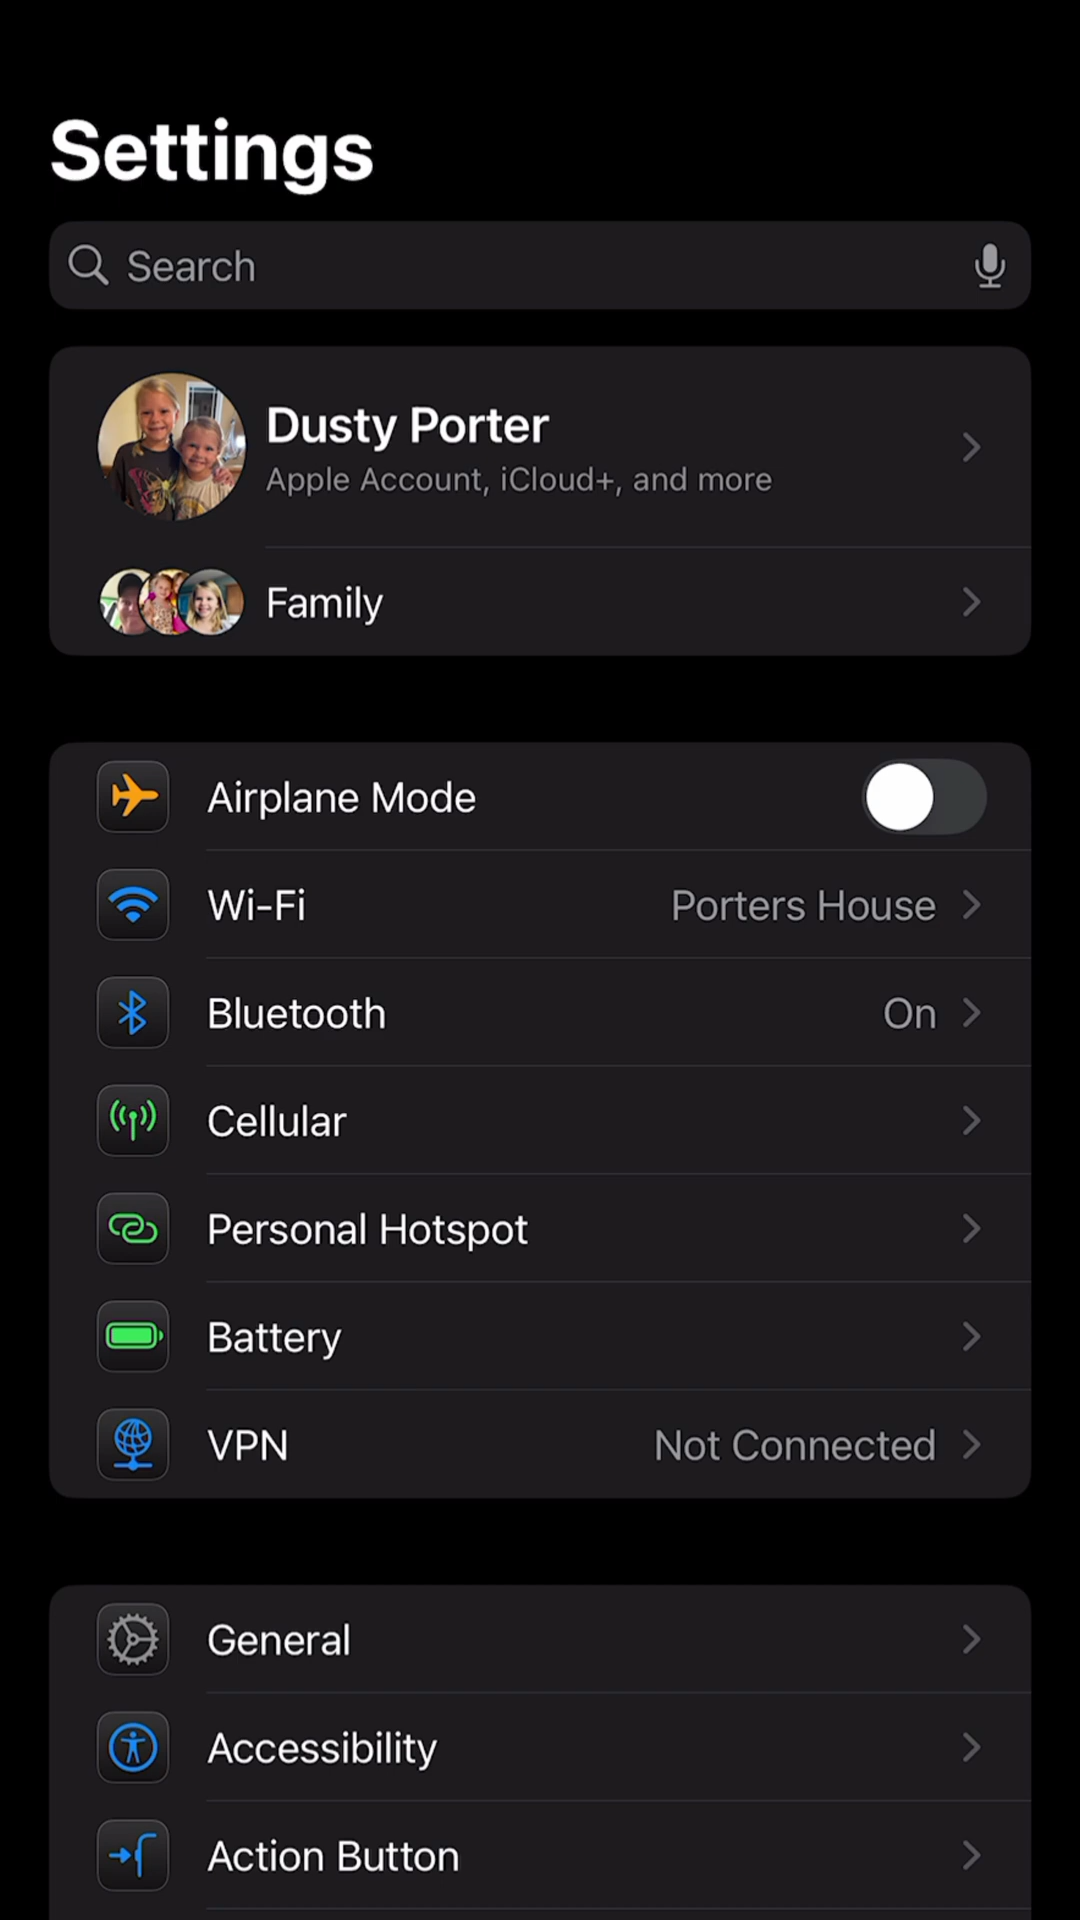 Settings
Search
Dusty Porter
Apple Account, iCloud+, and more
Family
Airplane Mode
Wi-Fi Porters House
Bluetooth On
Cellular
Personal Hotspot
Battery
VPN Not Connected
General
Accessibility
Action Button